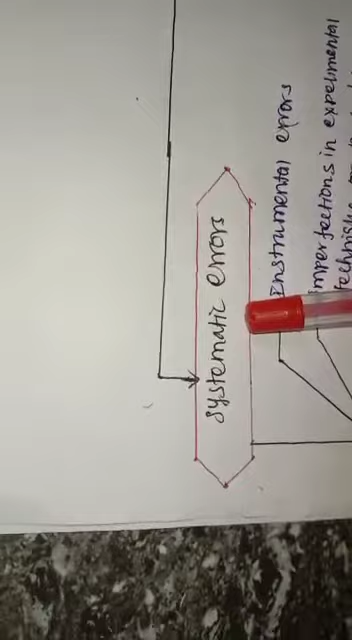 systematic errors
Instrumental errors
Imperfections in experimental